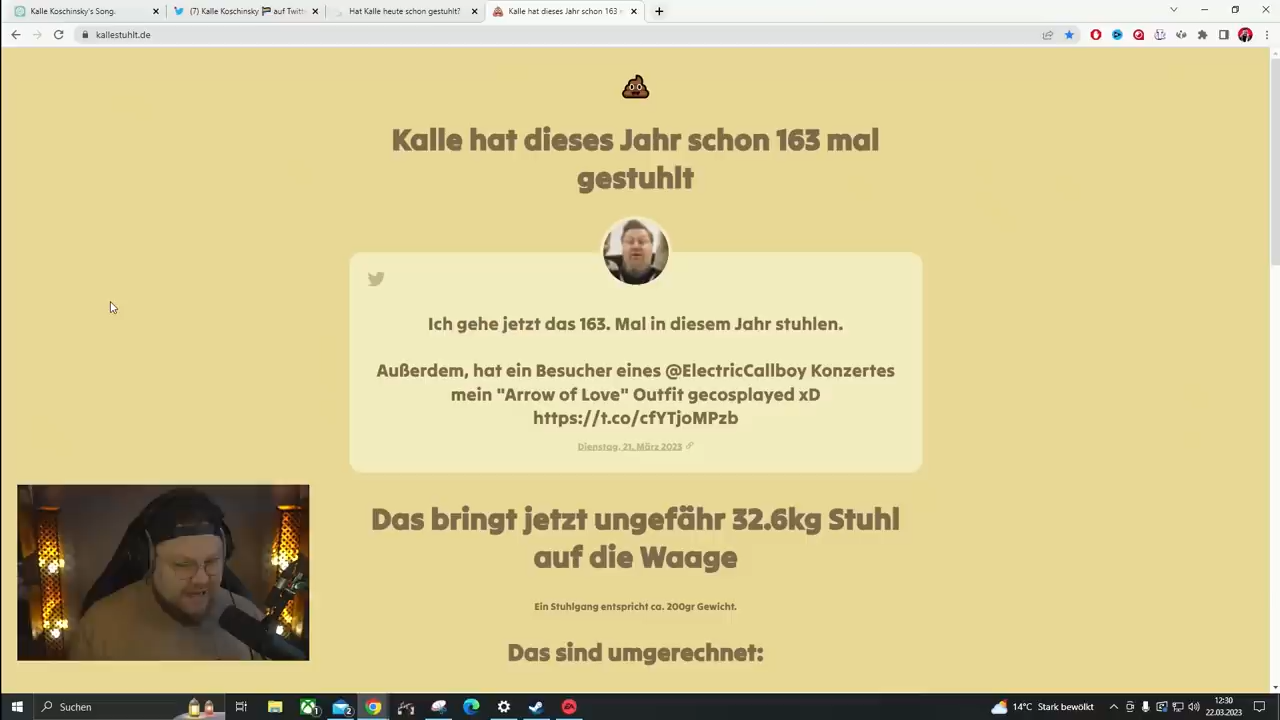 Kalle Koschinsky's Song.
(7) Kalle Koschinsky 🏴 auf Twitt
Hat Kalle heute schon gestuhlt?
Kalle hat dieses Jahr schon 163
kallestuhlt.de
Kalle hat dieses Jahr schon 163 mal
gestuhlt
Ich gehe jetzt das 163. Mal in diesem Jahr stuhlen.
Außerdem, hat ein Besucher eines @ElectricCallboy Konzertes
mein "Arrow of Love" Outfit gecosplayed xD
https://t.co/cfYTjoMPzb
Dienstag, 21. März 2023
Das bringt jetzt ungefähr 32.6kg Stuhl
auf die Waage
Ein Stuhlgang entspricht ca. 200gr Gewicht.
Das sind umgerechnet:
Suchen
14°C Stark bewölkt
12:30
22.03.2023